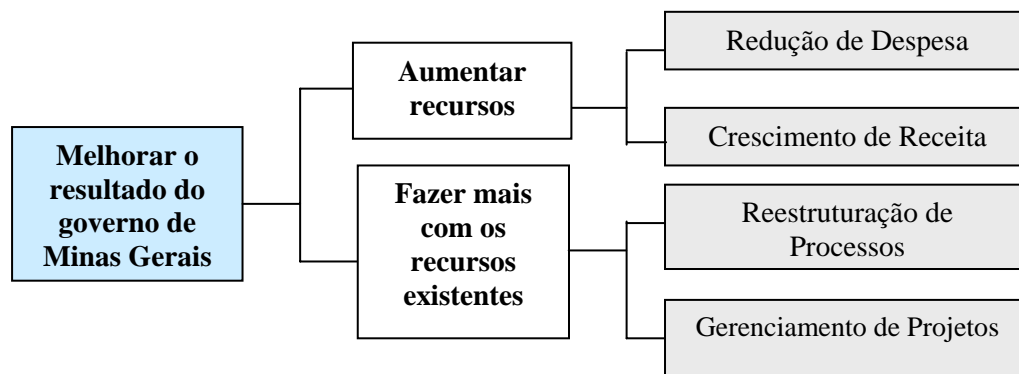 Melhorar o
resultado do
governo de
Minas Gerais
Aumentar
recursos
Redução de Despesa
Crescimento de Receita
Fazer mais
com os
recursos
existentes
Reestruturação de
Processos
Gerenciamento de Projetos